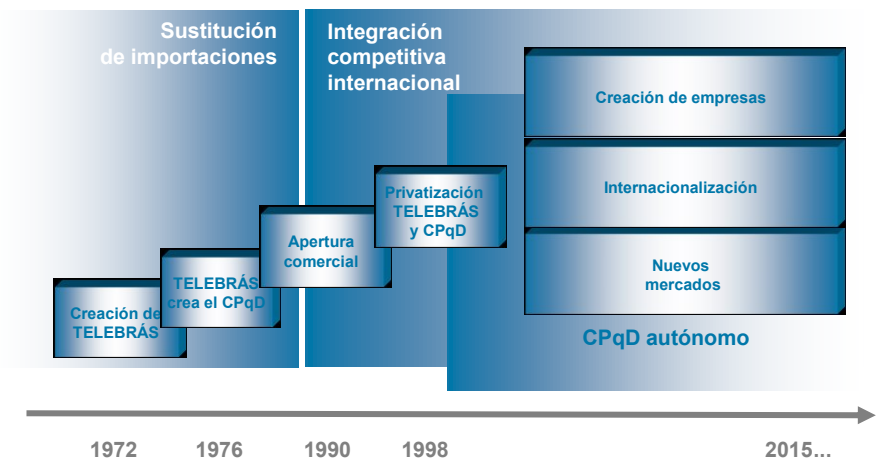 Sustitución
de importaciones
Integración
competitiva
internacional
Creación de empresas
Internacionalización
Nuevos
mercados
CPqD autónomo
Privatización
TELEBRÁS
y CPqD
Apertura
comercial
TELEBRÁS
crea el CPqD
Creación de
TELEBRÁS
1972
1976
1990
1998
2015...